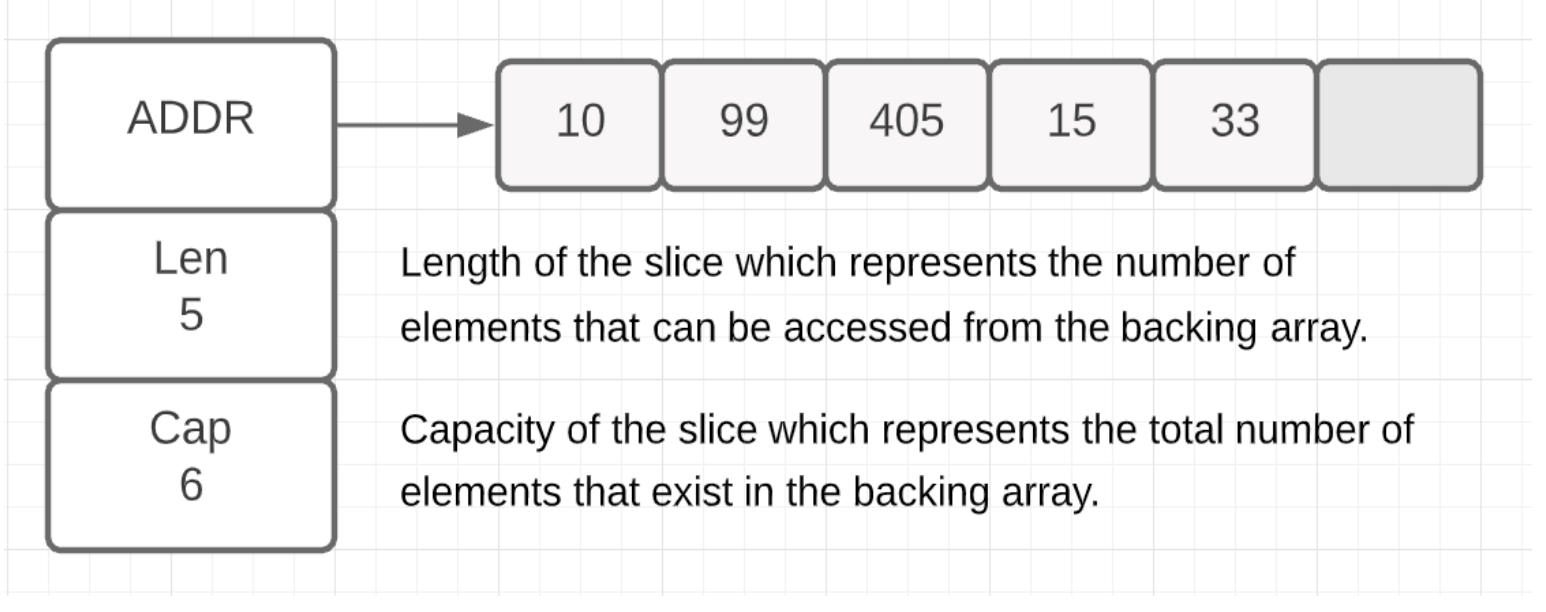 ADDR
10 99 405 15 33
Len
5
Length of the slice which represents the number of
elements that can be accessed from the backing array.
Cap
6
Capacity of the slice which represents the total number of
elements that exist in the backing array.